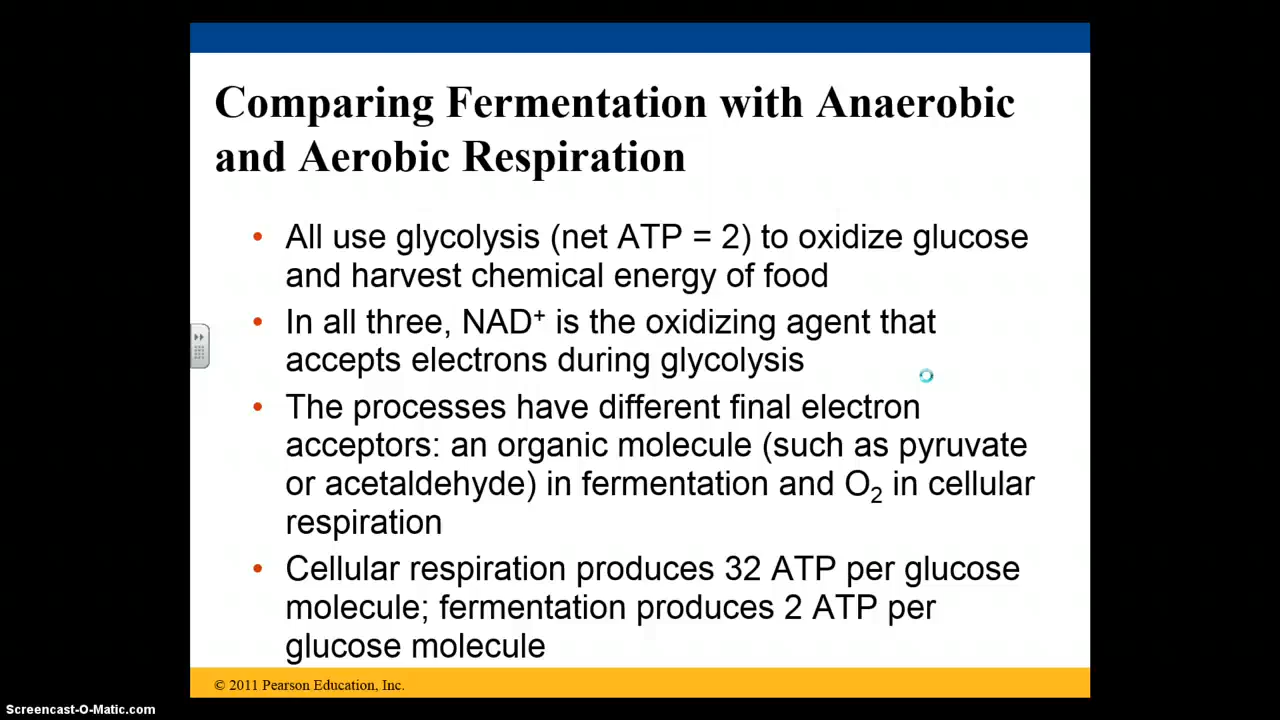 Comparing Fermentation with Anaerobic
and Aerobic Respiration
• All use glycolysis (net ATP = 2) to oxidize glucose
and harvest chemical energy of food
• In all three, NAD⁺ is the oxidizing agent that
accepts electrons during glycolysis
• The processes have different final electron
acceptors: an organic molecule (such as pyruvate
or acetaldehyde) in fermentation and O₂ in cellular
respiration
• Cellular respiration produces 32 ATP per glucose
molecule; fermentation produces 2 ATP per
glucose molecule
© 2011 Pearson Education, Inc.
Screencast-O-Matic.com